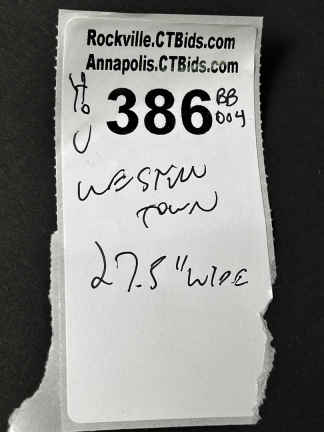 Rockville.CTBids.com
Annapolis.CTBids.com
386 BB
004
WESTERN
TOWN
27.5" WIDE